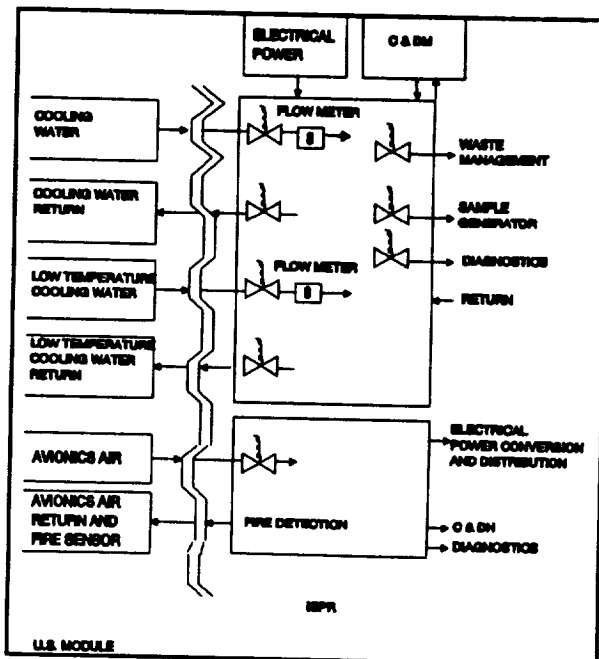 ELECTRICAL
POWER
C & DM
COOLING
WATER
FLOW METER
WASTE
MANAGEMENT
COOLING WATER
RETURN
SAMPLE
GENERATOR
LOW TEMPERATURE
COOLING WATER
FLOW METER
DIAGNOSTICS
RETURN
LOW TEMPERATURE
COOLING WATER
RETURN
ELECTRICAL
POWER CONVERSION
AND DISTRIBUTION
AVIONICS AIR
AVIONICS AIR
RETURN AND
FIRE SENSOR
FIRE DETECTION
C & DH
DIAGNOSTICS
ISPR
U.S. MODULE